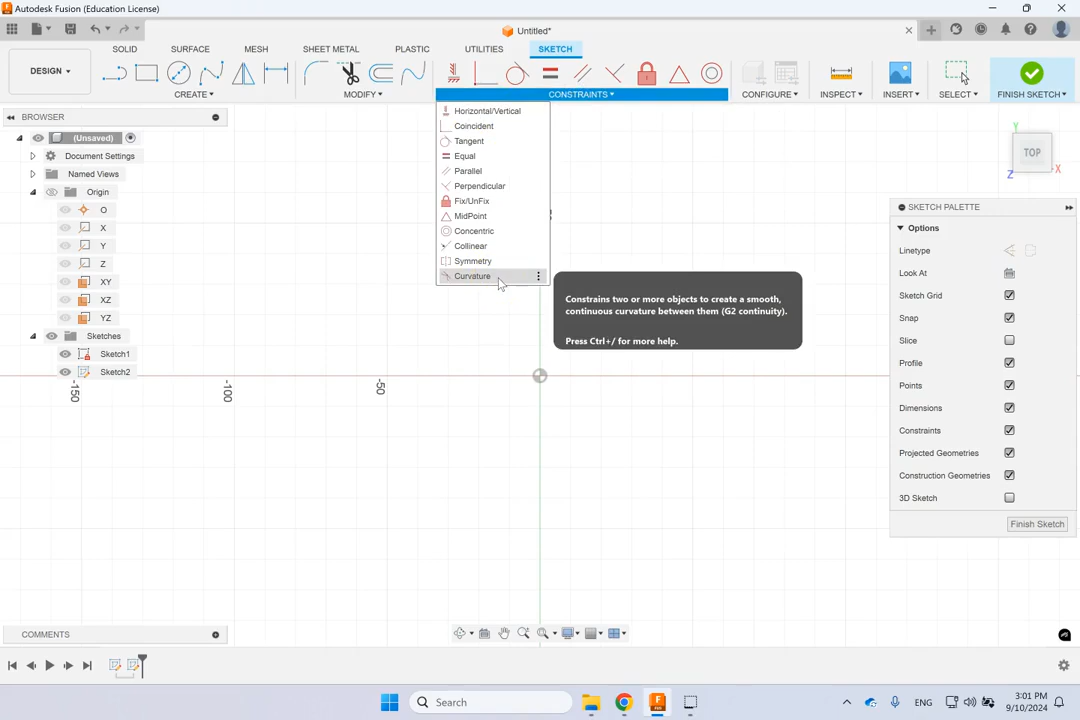 Autodesk Fusion (Education License)
Untitled*
DESIGN
SOLID
SURFACE
MESH
SHEET METAL
PLASTIC
UTILITIES
SKETCH
CREATE
MODIFY
CONSTRAINTS
CONFIGURE
INSPECT
INSERT
SELECT
FINISH SKETCH
BROWSER
(Unsaved)
Document Settings
Named Views
Origin
O
X
Y
Z
XY
XZ
YZ
Sketches
Sketch1
Sketch2
Horizontal/Vertical
Coincident
Tangent
Equal
Parallel
Perpendicular
Fix/UnFix
MidPoint
Concentric
Collinear
Symmetry
Curvature
Constrains two or more objects to create a smooth,
continuous curvature between them (G2 continuity).
Press Ctrl+/ for more help.
-150
-100
-50
Y
TOP
Z
X
SKETCH PALETTE
Options
Linetype
Look At
Sketch Grid
Snap
Slice
Profile
Points
Dimensions
Constraints
Projected Geometries
Construction Geometries
3D Sketch
Finish Sketch
COMMENTS
Search
ENG
3:01 PM
9/10/2024